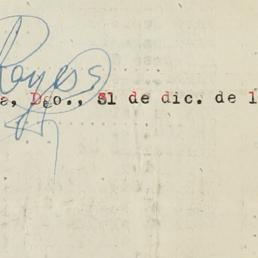 Reyes
a, Dgo., 31 de dic. de 1